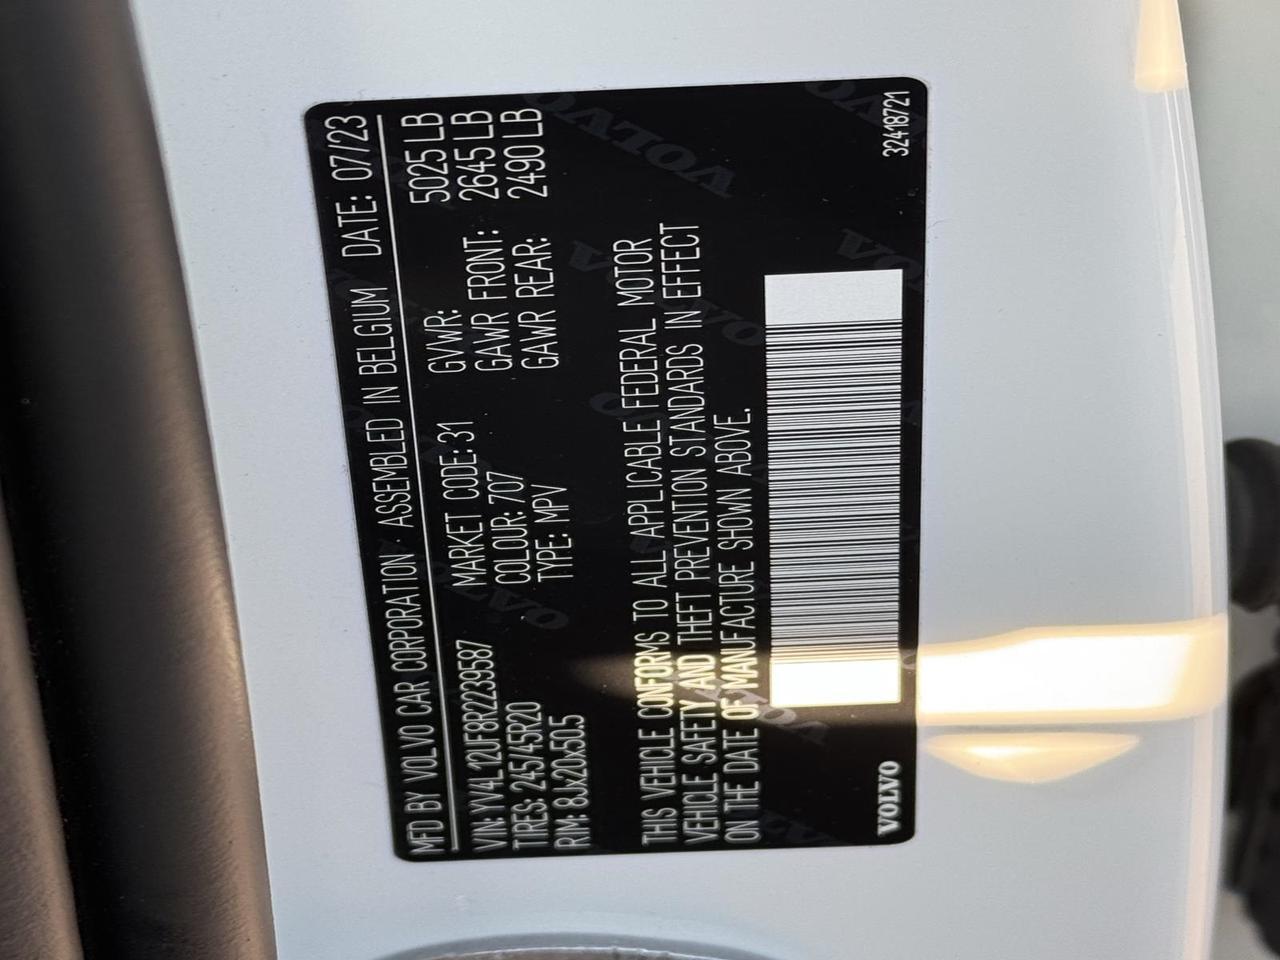 MFD BY VOLVO CAR CORPORATION · ASSEMBLED IN BELGIUM DATE: 07/23
VIN: YV4L12UF8R2239587 MARKET CODE: 31 GVWR: 5025 LB
TIRES: 245/45R20 COLOUR: 707 GAWR FRONT: 2645 LB
RIM: 8Jx20x50.5 TYPE: MPV GAWR REAR: 2490 LB
THIS VEHICLE CONFORMS TO ALL APPLICABLE FEDERAL MOTOR
VEHICLE SAFETY AND THEFT PREVENTION STANDARDS IN EFFECT
ON THE DATE OF MANUFACTURE SHOWN ABOVE.
VOLVO 32418721